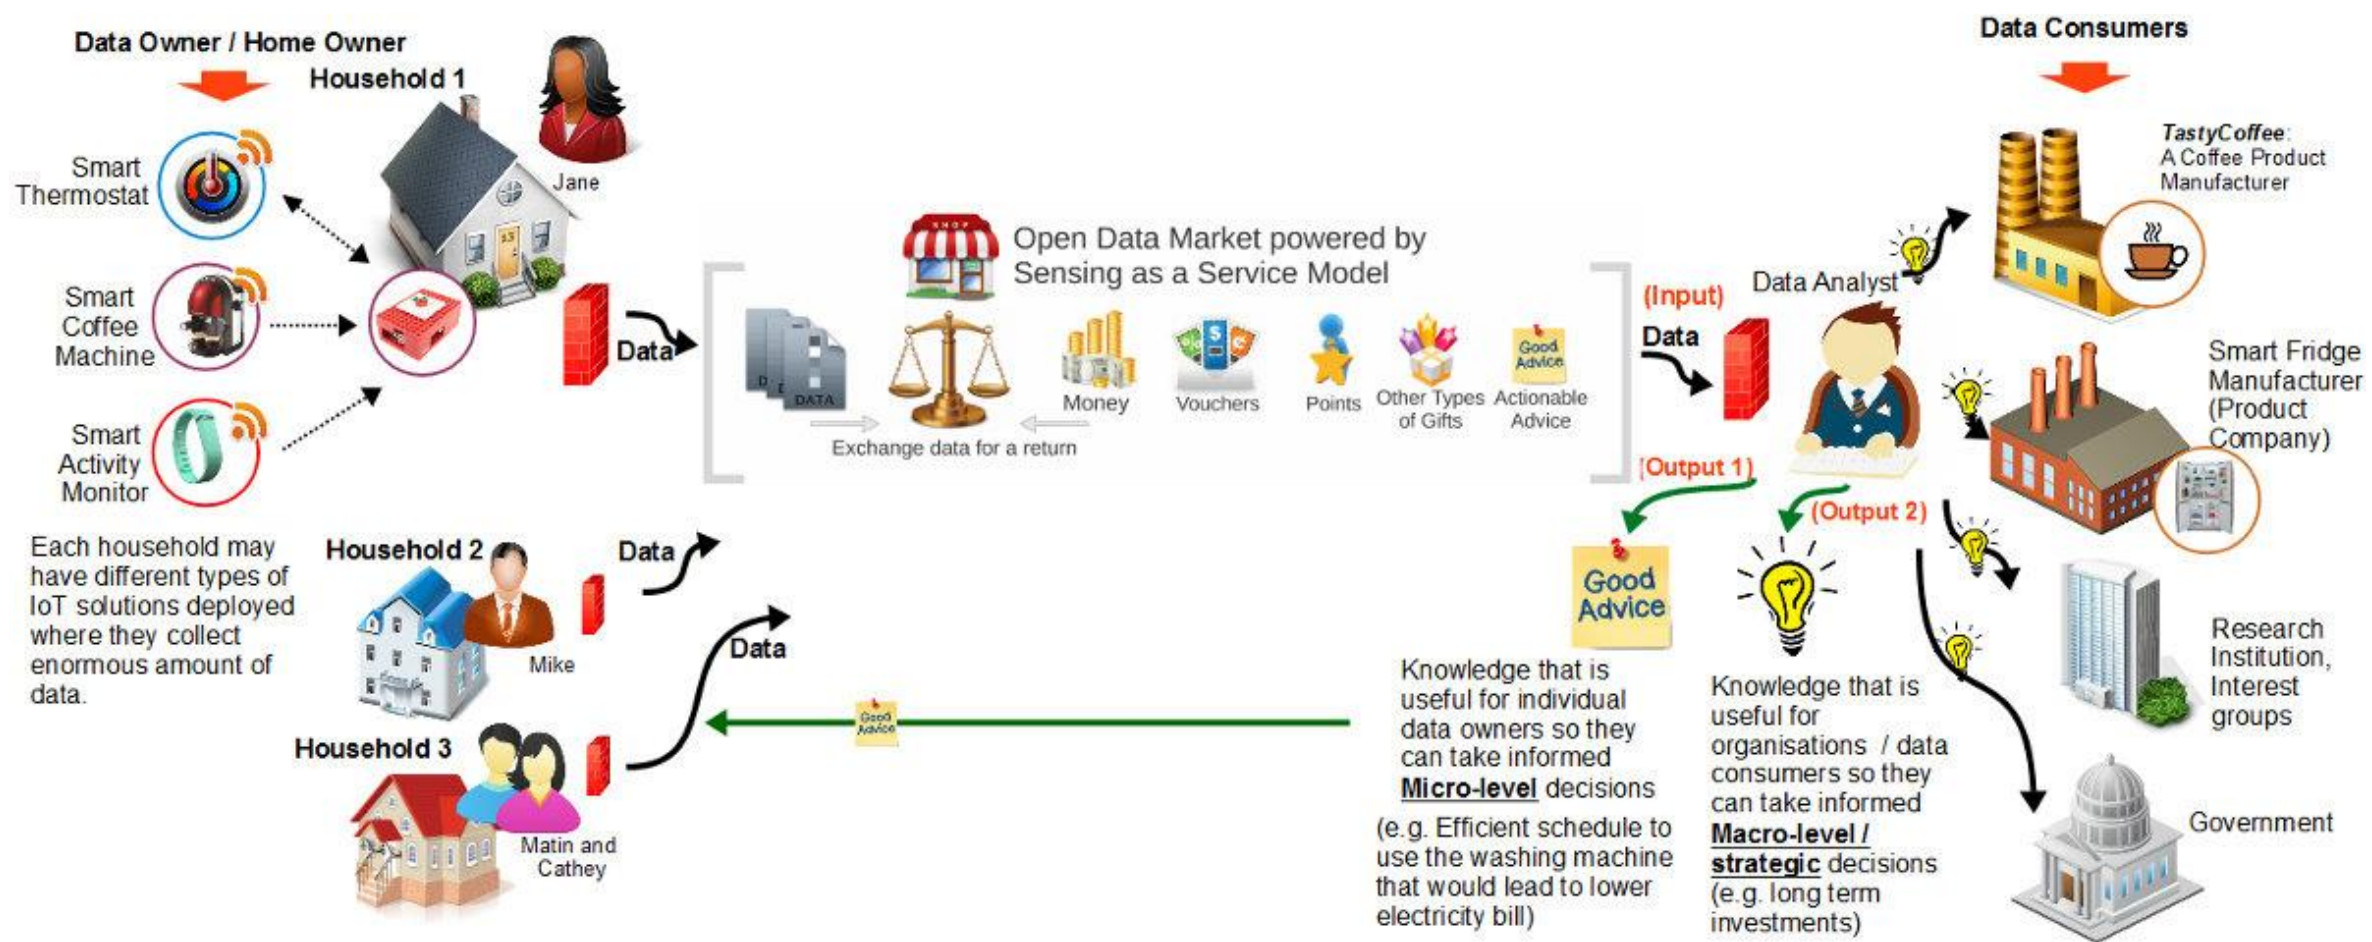 Data Owner / Home Owner
Household 1
Jane
Smart
Thermostat
Smart
Coffee
Machine
Smart
Activity
Monitor
Each household may
have different types of
IoT solutions deployed
where they collect
enormous amount of
data.
Data
Household 2
Mike
Data
Household 3
Matin and
Cathey
Data
Good
Advice
SHOP
Open Data Market powered by
Sensing as a Service Model
D
D
DATA
Exchange data for a return
Money
Vouchers
Points
Other Types
of Gifts
Good
Advice
Actionable
Advice
(Input)
Data
Data Analyst
(Output 1)
(Output 2)
Good
Advice
Knowledge that is
useful for individual
data owners so they
can take informed
Micro-level decisions
(e.g. Efficient schedule to
use the washing machine
that would lead to lower
electricity bill)
Knowledge that is
useful for
organisations / data
consumers so they
can take informed
Macro-level /
strategic decisions
(e.g. long term
investments)
Data Consumers
TastyCoffee:
A Coffee Product
Manufacturer
Smart Fridge
Manufacturer
(Product
Company)
Research
Institution,
Interest
groups
Government